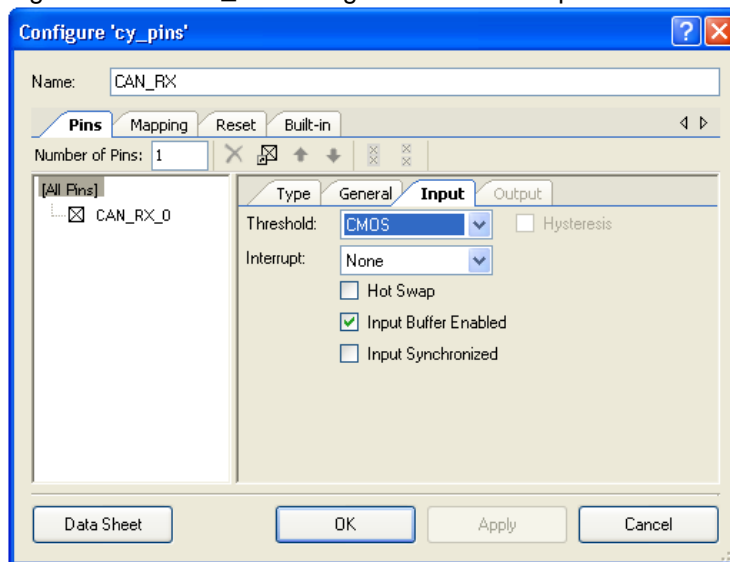 Configure 'cy_pins'
Name: CAN_RX
Pins Mapping Reset Built-in
Number of Pins: 1
[All Pins]
CAN_RX_0
Type General Input Output
Threshold: CMOS Hysteresis
Interrupt: None
Hot Swap
Input Buffer Enabled
Input Synchronized
Data Sheet OK Apply Cancel